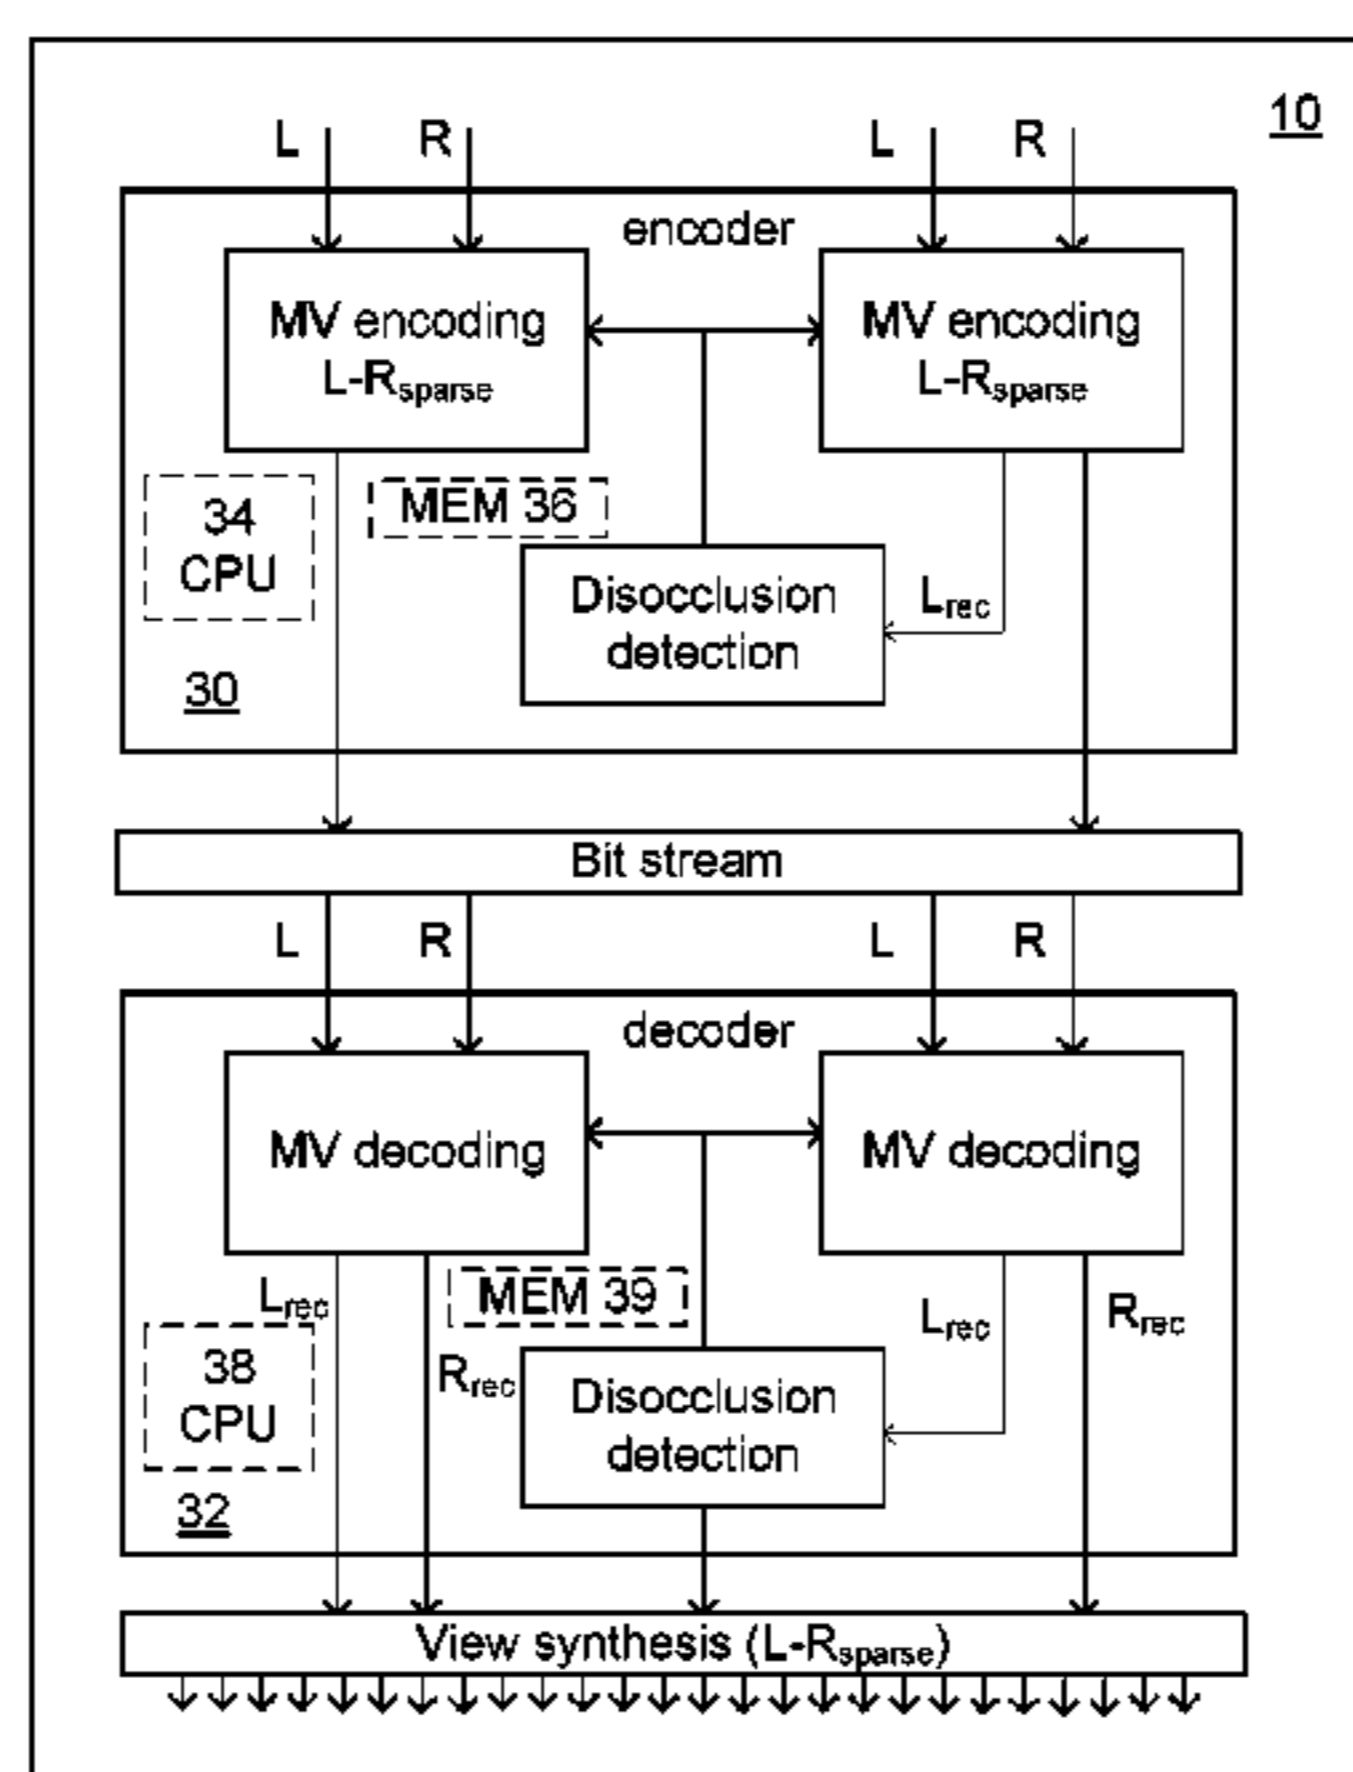 10
L R L R
encoder
MV encoding
L-Rsparse
MV encoding
L-Rsparse
34
CPU
MEM 36
Disocclusion
detection
Lrec
30
Bit stream
L R L R
decoder
MV decoding
MV decoding
Lrec
MEM 39
Lrec
Rrec
38
CPU
Rrec
Disocclusion
detection
32
View synthesis (L-Rsparse)